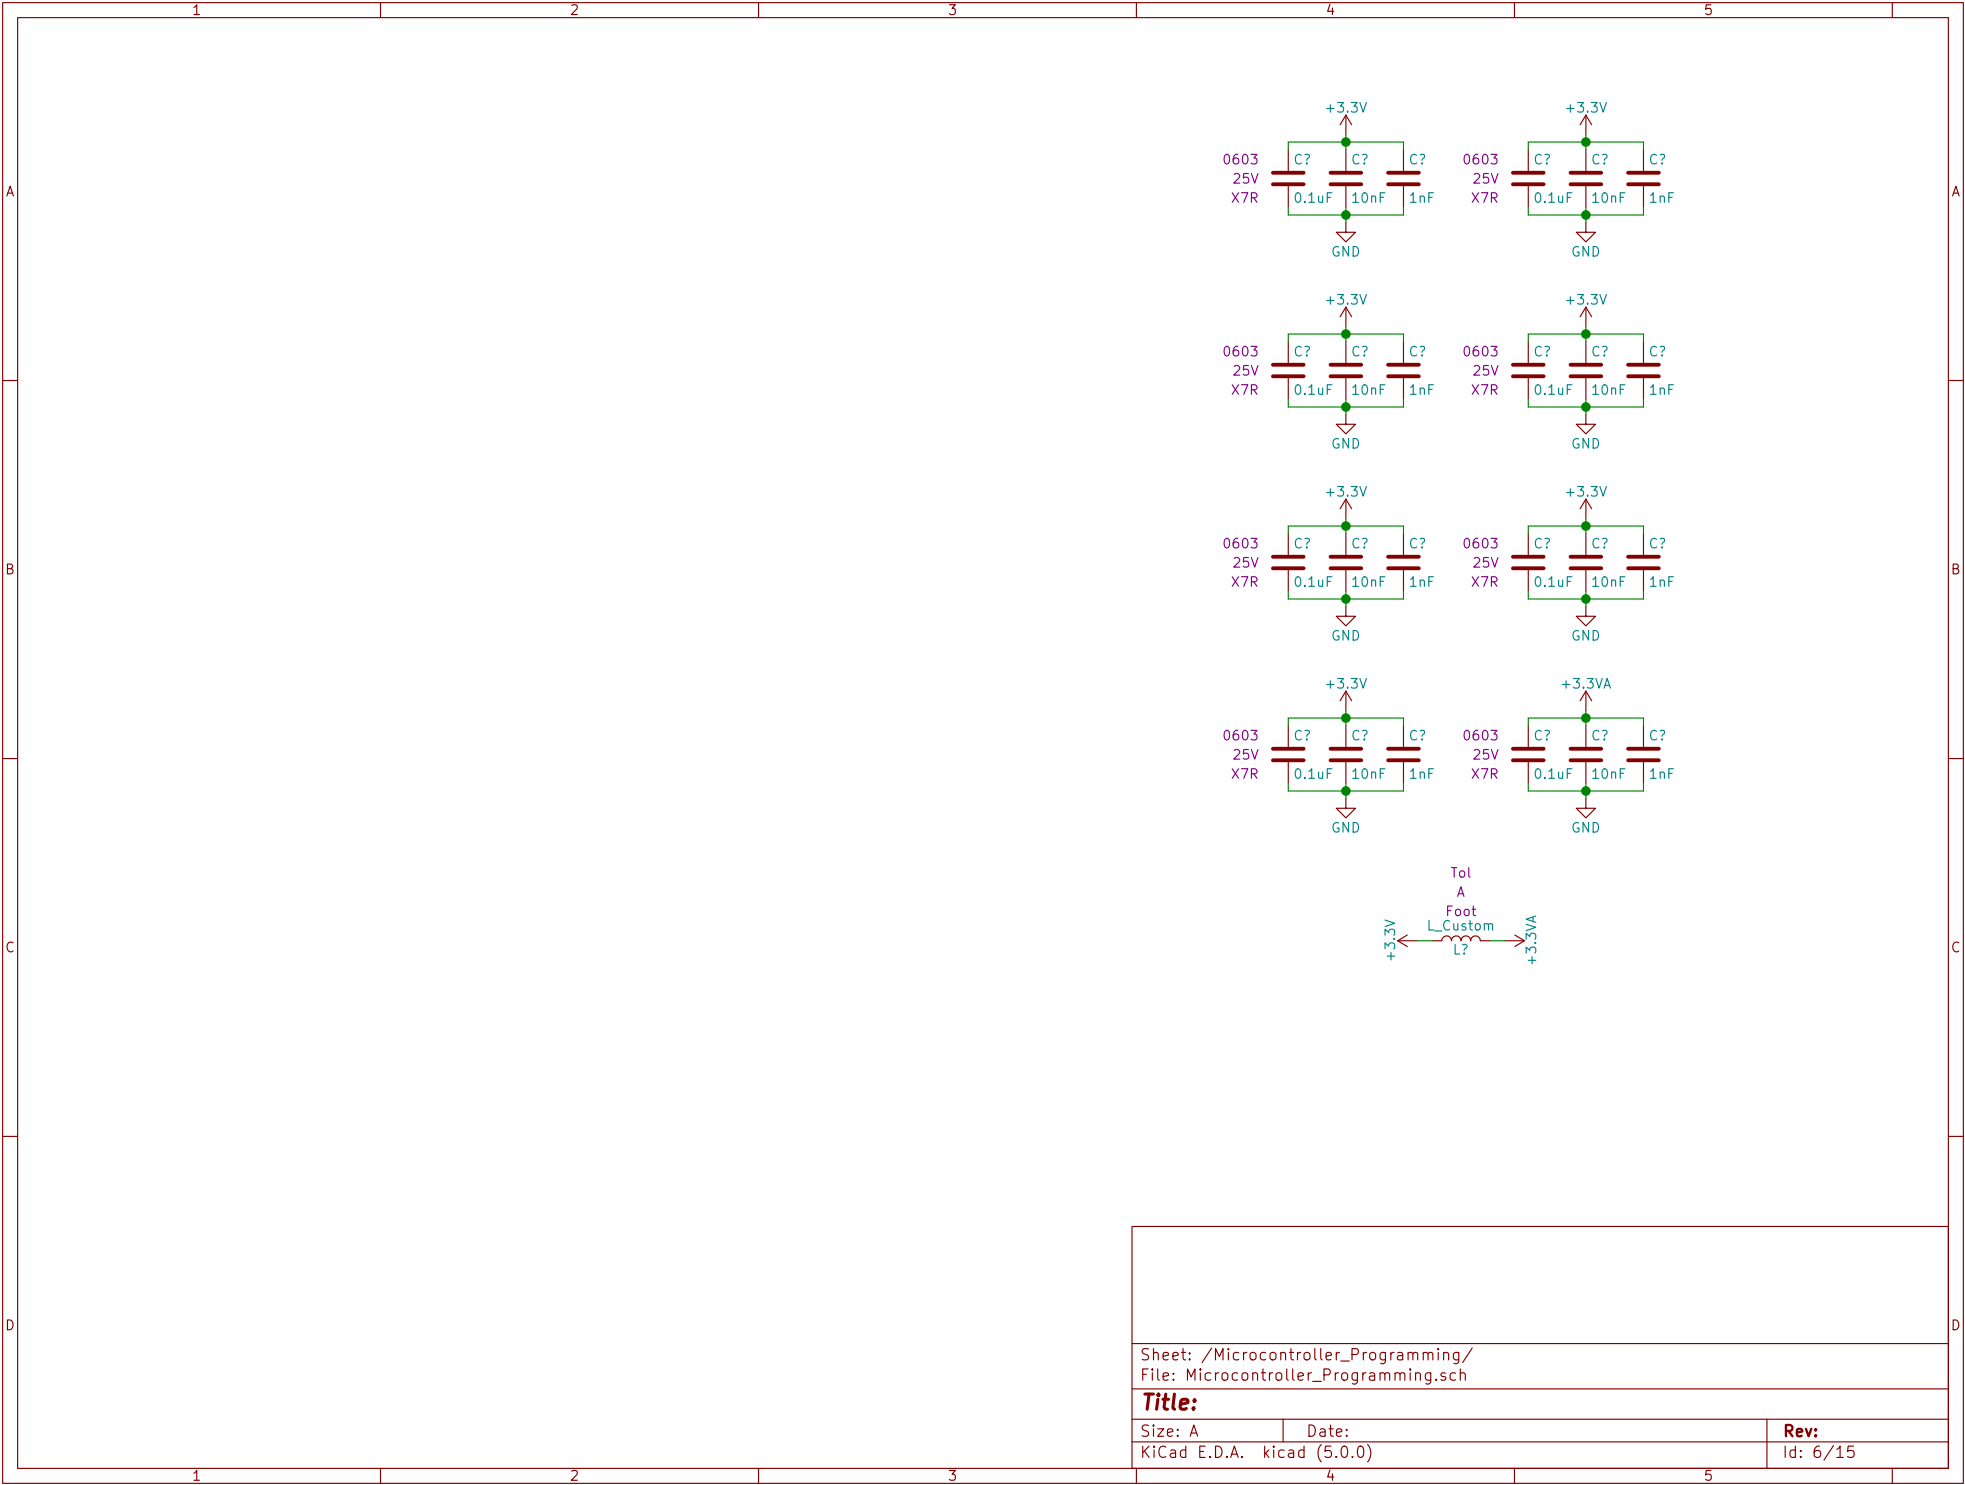 1 2 3 4 5
+3.3V +3.3V
0603 C? C? C? 0603 C? C? C?
25V 25V
A A
X7R 0.1uF 10nF 1nF X7R 0.1uF 10nF 1nF
GND GND
+3.3V +3.3V
0603 C? C? C? 0603 C? C? C?
25V 25V
X7R 0.1uF 10nF 1nF X7R 0.1uF 10nF 1nF
GND GND
+3.3V +3.3V
0603 C? C? C? 0603 C? C? C?
25V 25V
B B
X7R 0.1uF 10nF 1nF X7R 0.1uF 10nF 1nF
GND GND
+3.3V +3.3VA
0603 C? C? C? 0603 C? C? C?
25V 25V
X7R 0.1uF 10nF 1nF X7R 0.1uF 10nF 1nF
GND GND
Tol
A
Foot
L_Custom
+3.3V L? +3.3VA
C C
D D
Sheet: /Microcontroller_Programming/
File: Microcontroller_Programming.sch
Title:
Size: A Date: Rev:
KiCad E.D.A. kicad (5.0.0) Id: 6/15
1 2 3 4 5